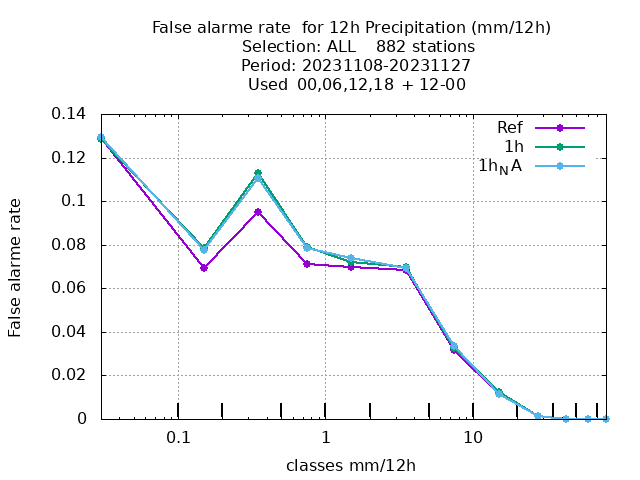 False alarme rate  for 12h Precipitation (mm/12h)
Selection: ALL    882 stations
Period: 20231108-20231127
Used  00,06,12,18  + 12-00
0.14
0.12
0.1
0.08
0.06
0.04
0.02
0
False alarme rate
Ref
1h
1h_NA
0.1
1
10
classes mm/12h